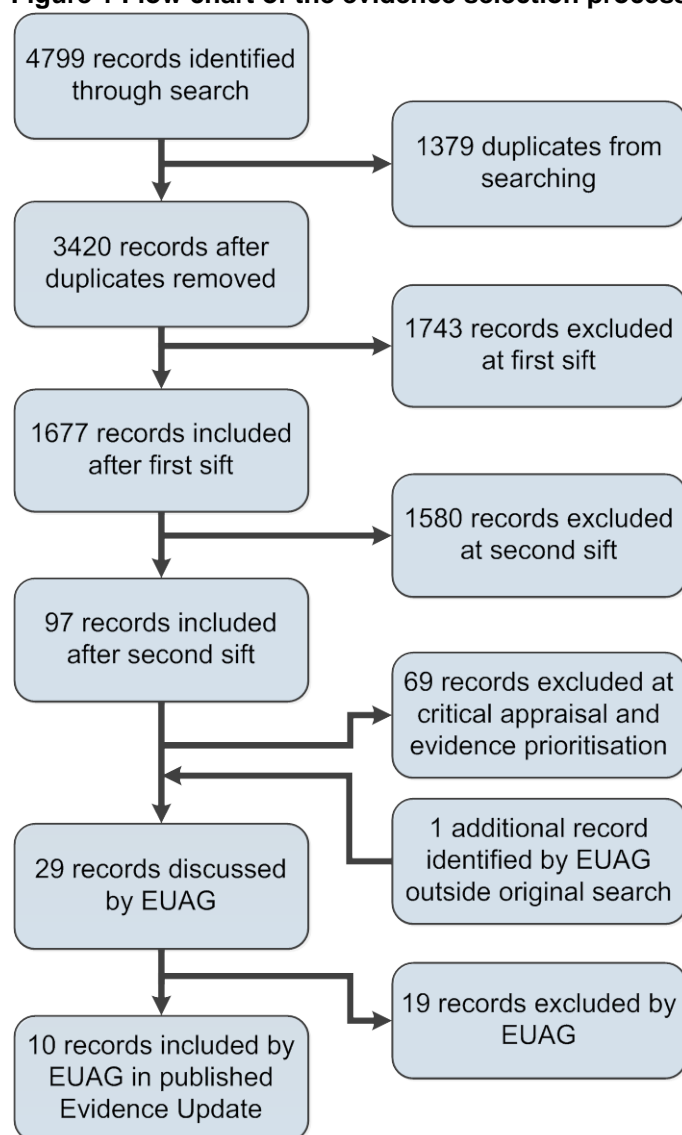 Figure 1 Flow chart of the evidence selection process
4799 records identified
through search
1379 duplicates from
searching
3420 records after
duplicates removed
1743 records excluded
at first sift
1677 records included
after first sift
1580 records excluded
at second sift
97 records included
after second sift
69 records excluded at
critical appraisal and
evidence prioritisation
1 additional record
identified by EUAG
outside original search
29 records discussed
by EUAG
19 records excluded by
EUAG
10 records included by
EUAG in published
Evidence Update